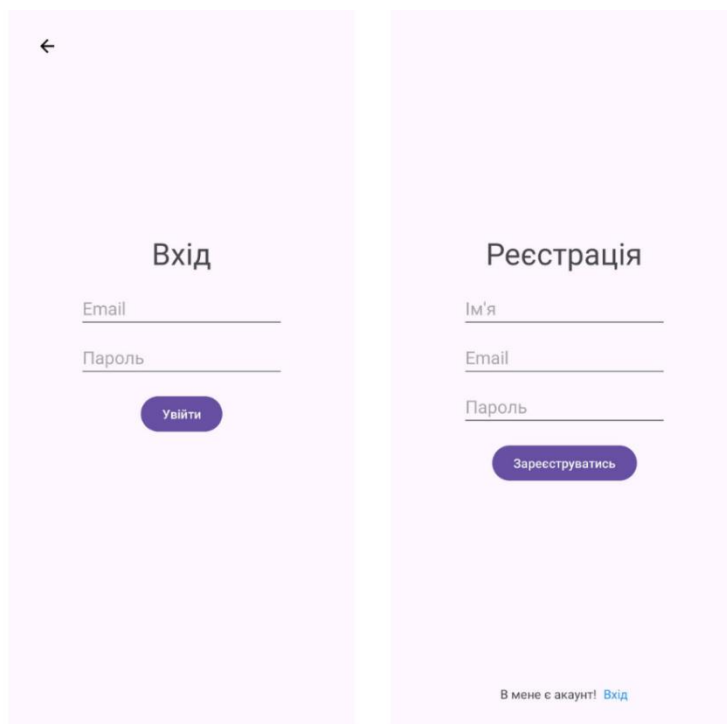 Вхід
Email
Пароль
Увійти
Реєстрація
Ім'я
Email
Пароль
Зареєструватись
В мене є акаунт! Вхід